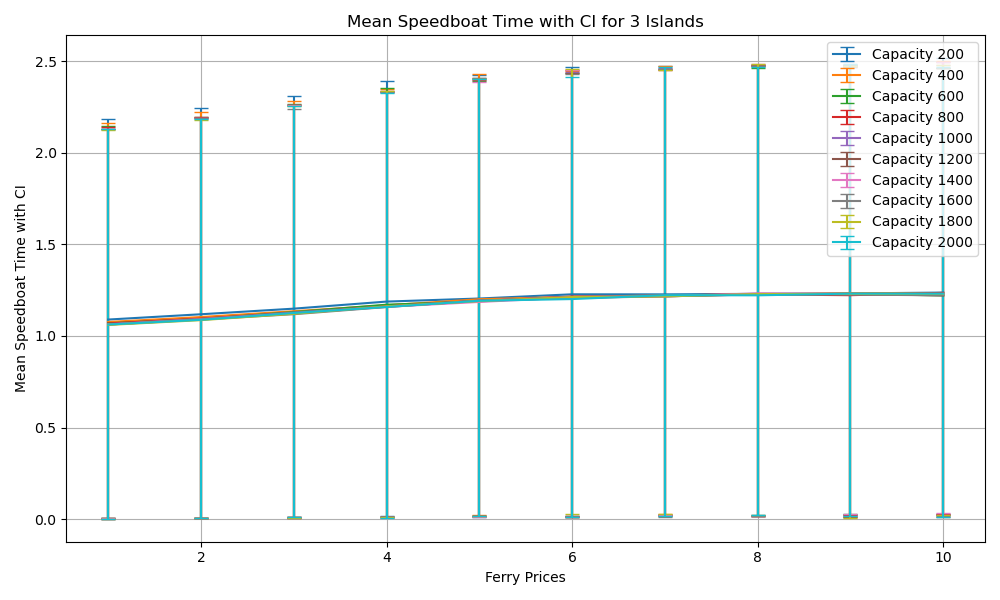 Mean Speedboat Time with CI for 3 Islands
Mean Speedboat Time with CI
2.5
2.0
1.5
1.0
0.5
0.0
2
4
6
8
10
Ferry Prices
Capacity 200
Capacity 400
Capacity 600
Capacity 800
Capacity 1000
Capacity 1200
Capacity 1400
Capacity 1600
Capacity 1800
Capacity 2000